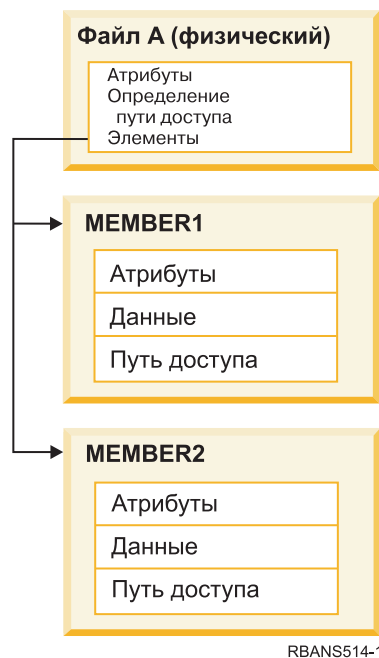 Файл А (физический)
Атрибуты
Определение
пути доступа
Элементы
MEMBER1
Атрибуты
Данные
Путь доступа
MEMBER2
Атрибуты
Данные
Путь доступа
RBANS514-1